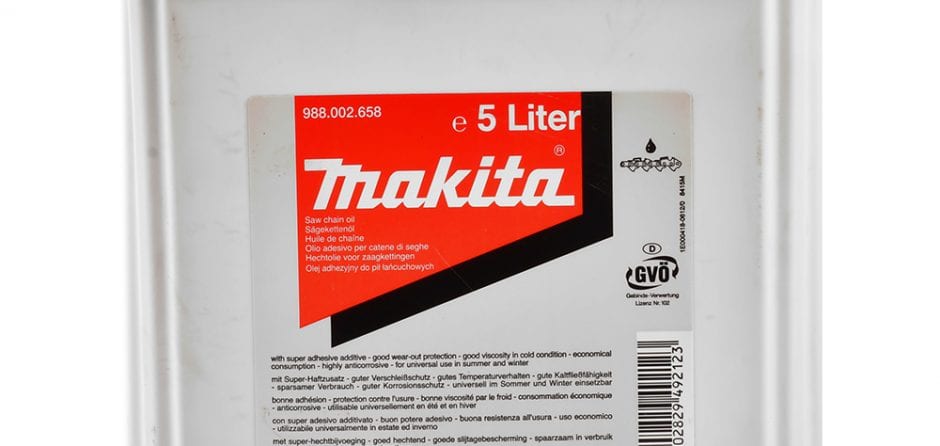 988.002.658
e 5 Liter
makita®
Saw chain oil
Sägekettenöl
Huile de chaîne
Olio adesivo per catene di seghe
Hechtolie voor zaagkettingen
Olej adhezyjny do pił łańcuchowych
1E000418-0612/0 8415M
D
GVÖ
Gebinde-Verwertung
Lizenz Nr. 102
with super adhesive additive - good wear-out protection - good viscosity in cold condition - economical
consumption - highly anticorrosive - for universal use in summer and winter
mit Super-Haftzusatz - guter Verschleißschutz - gutes Temperaturverhalten - gute Kaltfließfähigkeit
- sparsamer Verbrauch - guter Korrosionsschutz - universell im Sommer und Winter einsetzbar
bonne adhésion - protection contre l'usure - bonne viscosité par le froid - consommation économique
- anticorrosive - utilisable universellement en été et en hiver
con super adesivo additivato - buon potere adesivo - buona resistenza all'usura - uso economico
- utilizzabile universalmente in estate ed inverno
met super-hechtbijvoeging - goed hechtend - goede slijtagebescherming - spaarzaam in verbruik
02829 492123